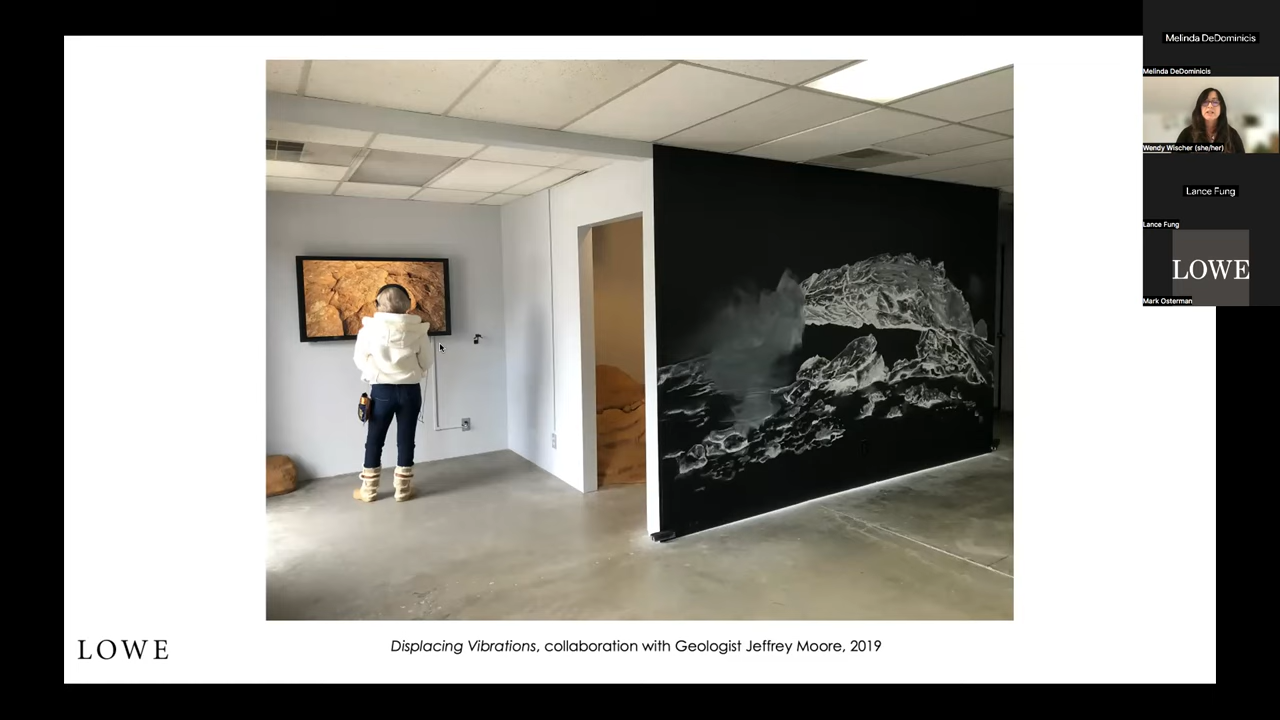 LOWE
Displacing Vibrations, collaboration with Geologist Jeffrey Moore, 2019
Melinda DeDominicis
Melinda DeDominicis
Wendy Wischer (she/her)
Lance Fung
Lance Fung
LOWE
Mark Osterman